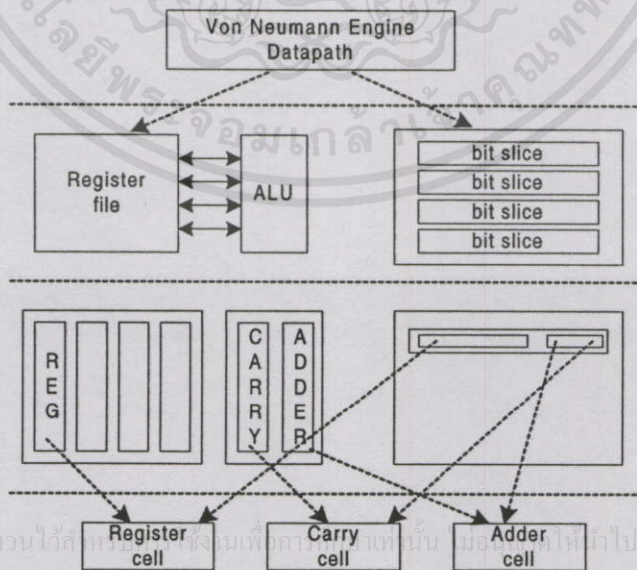 Von Neumann Engine
Datapath
Register
file
ALU
bit slice
bit slice
bit slice
bit slice
REG
CARRY
ADDER
Register
cell
Carry
cell
Adder
cell